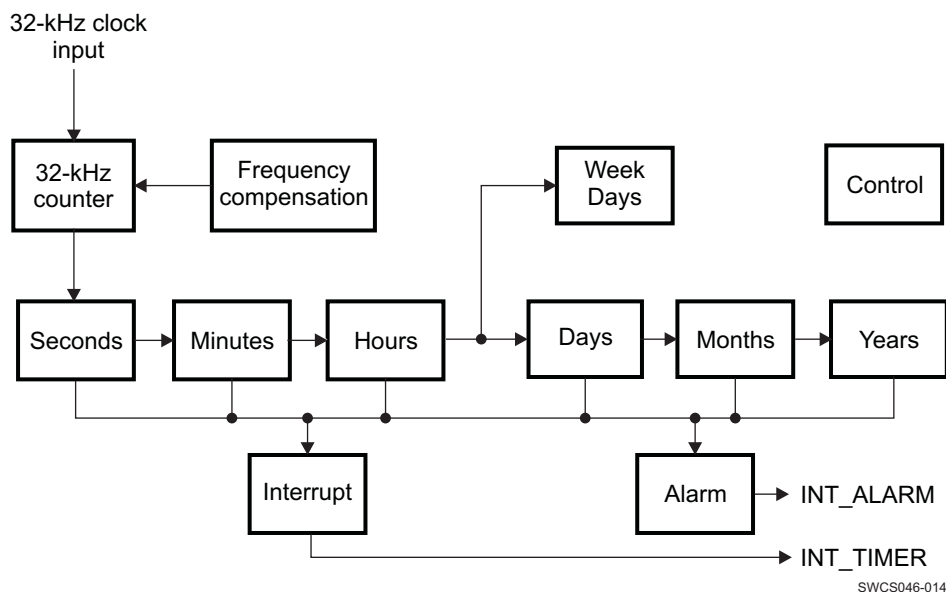 32-kHz clock
input
32-kHz
counter
Frequency
compensation
Week
Days
Control
Seconds
Minutes
Hours
Days
Months
Years
Interrupt
Alarm
INT_ALARM
INT_TIMER
SWCS046-014